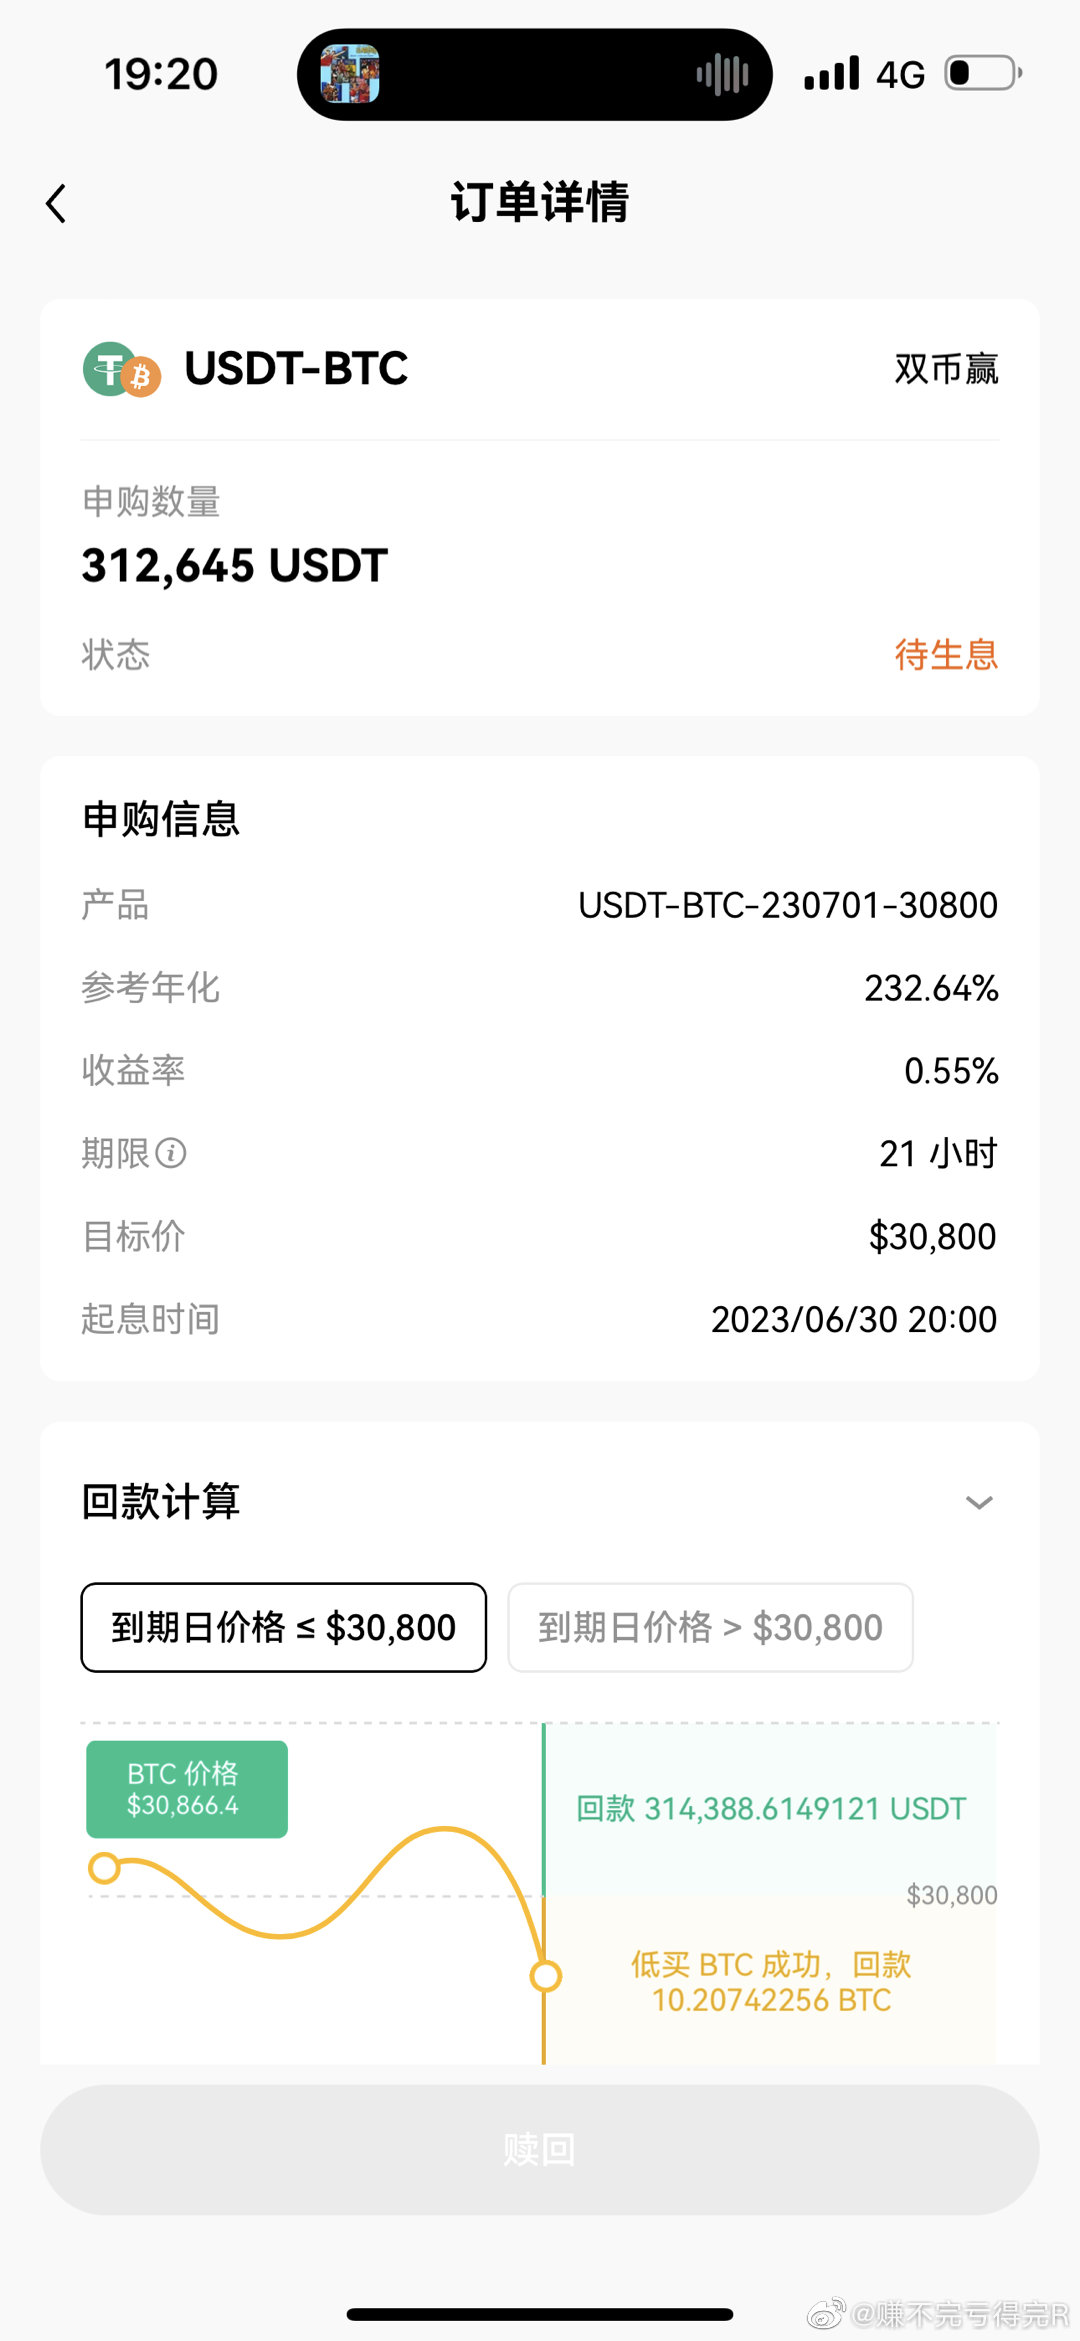 19:20
4G
订单详情
USDT-BTC
双币赢
申购数量
312,645 USDT
状态
待生息
申购信息
产品
USDT-BTC-230701-30800
参考年化
232.64%
收益率
0.55%
期限
21 小时
目标价
$30,800
起息时间
2023/06/30 20:00
回款计算
到期日价格 ≤ $30,800
到期日价格 > $30,800
BTC 价格
$30,866.4
回款 314,388.6149121 USDT
$30,800
低买 BTC 成功，回款
10.20742256 BTC
赎回
@赚不完亏得完R